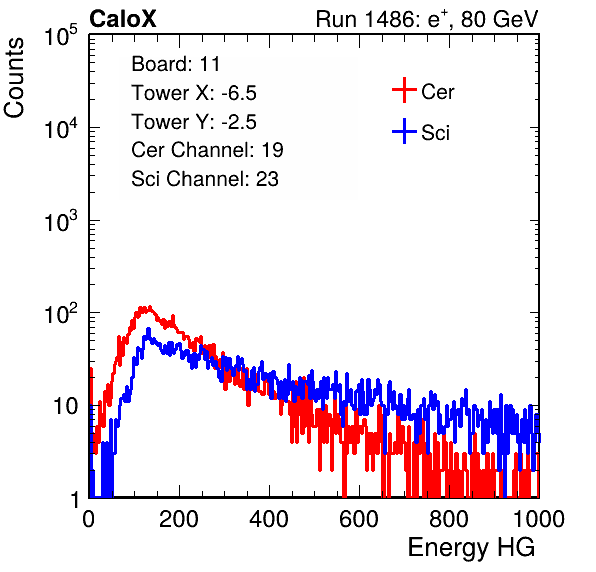 CaloX Run 1486: e⁺, 80 GeV
Counts
10⁵
10⁴
10³
10²
10
1
Board: 11
Tower X: -6.5
Tower Y: -2.5
Cer Channel: 19
Sci Channel: 23
Cer
Sci
0 200 400 600 800 1000
Energy HG